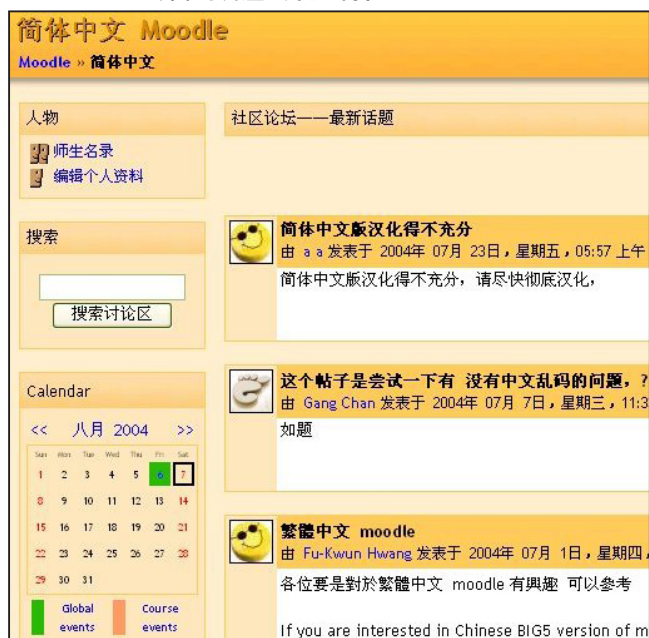 简体中文 Moodle
Moodle » 简体中文
人物
师生名录
编辑个人资料
搜索
搜索讨论区
Calendar
<< 八月 2004 >>
Sun Mon Tue Wed Thu Fri Sat
1 2 3 4 5 6 7
8 9 10 11 12 13 14
15 16 17 18 19 20 21
22 23 24 25 26 27 28
29 30 31
Global events
Course events
社区论坛——最新话题
简体中文版汉化得不充分
由 a a 发表于 2004年 07月 23日，星期五，05:57 上午
简体中文版汉化得不充分，请尽快彻底汉化，
这个帖子是尝试一下有 没有中文乱码的问题，?
由 Gang Chan 发表于 2004年 07月 7日，星期三，11:3
如题
繁體中文 moodle
由 Fu-Kwun Hwang 发表于 2004年 07月 1日，星期四，
各位要是對於繁體中文 moodle 有興趣 可以參考
If you are interested in Chinese BIG5 version of m